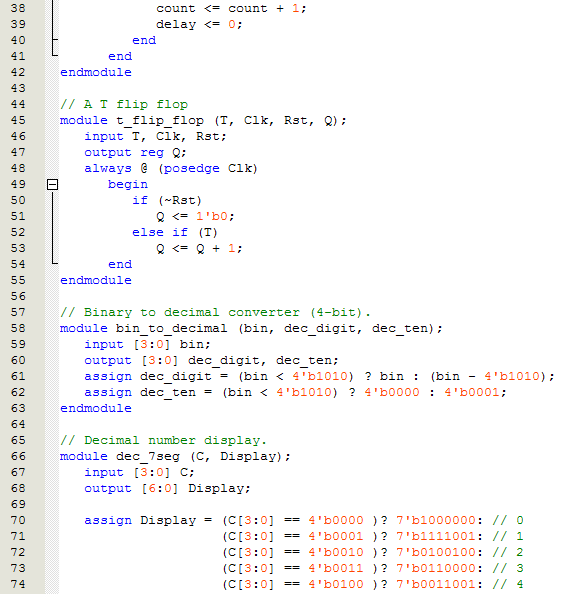 38 count <= count + 1;
39 delay <= 0;
40 end
41 end
42 endmodule
43
44 // A T flip flop
45 module t_flip_flop (T, Clk, Rst, Q);
46 input T, Clk, Rst;
47 output reg Q;
48 always @ (posedge Clk)
49 begin
50 if (~Rst)
51 Q <= 1'b0;
52 else if (T)
53 Q <= Q + 1;
54 end
55 endmodule
56
57 // Binary to decimal converter (4-bit).
58 module bin_to_decimal (bin, dec_digit, dec_ten);
59 input [3:0] bin;
60 output [3:0] dec_digit, dec_ten;
61 assign dec_digit = (bin < 4'b1010) ? bin : (bin - 4'b1010);
62 assign dec_ten = (bin < 4'b1010) ? 4'b0000 : 4'b0001;
63 endmodule
64
65 // Decimal number display.
66 module dec_7seg (C, Display);
67 input [3:0] C;
68 output [6:0] Display;
69
70 assign Display = (C[3:0] == 4'b0000 )? 7'b1000000: // 0
71 (C[3:0] == 4'b0001 )? 7'b1111001: // 1
72 (C[3:0] == 4'b0010 )? 7'b0100100: // 2
73 (C[3:0] == 4'b0011 )? 7'b0110000: // 3
74 (C[3:0] == 4'b0100 )? 7'b0011001: // 4